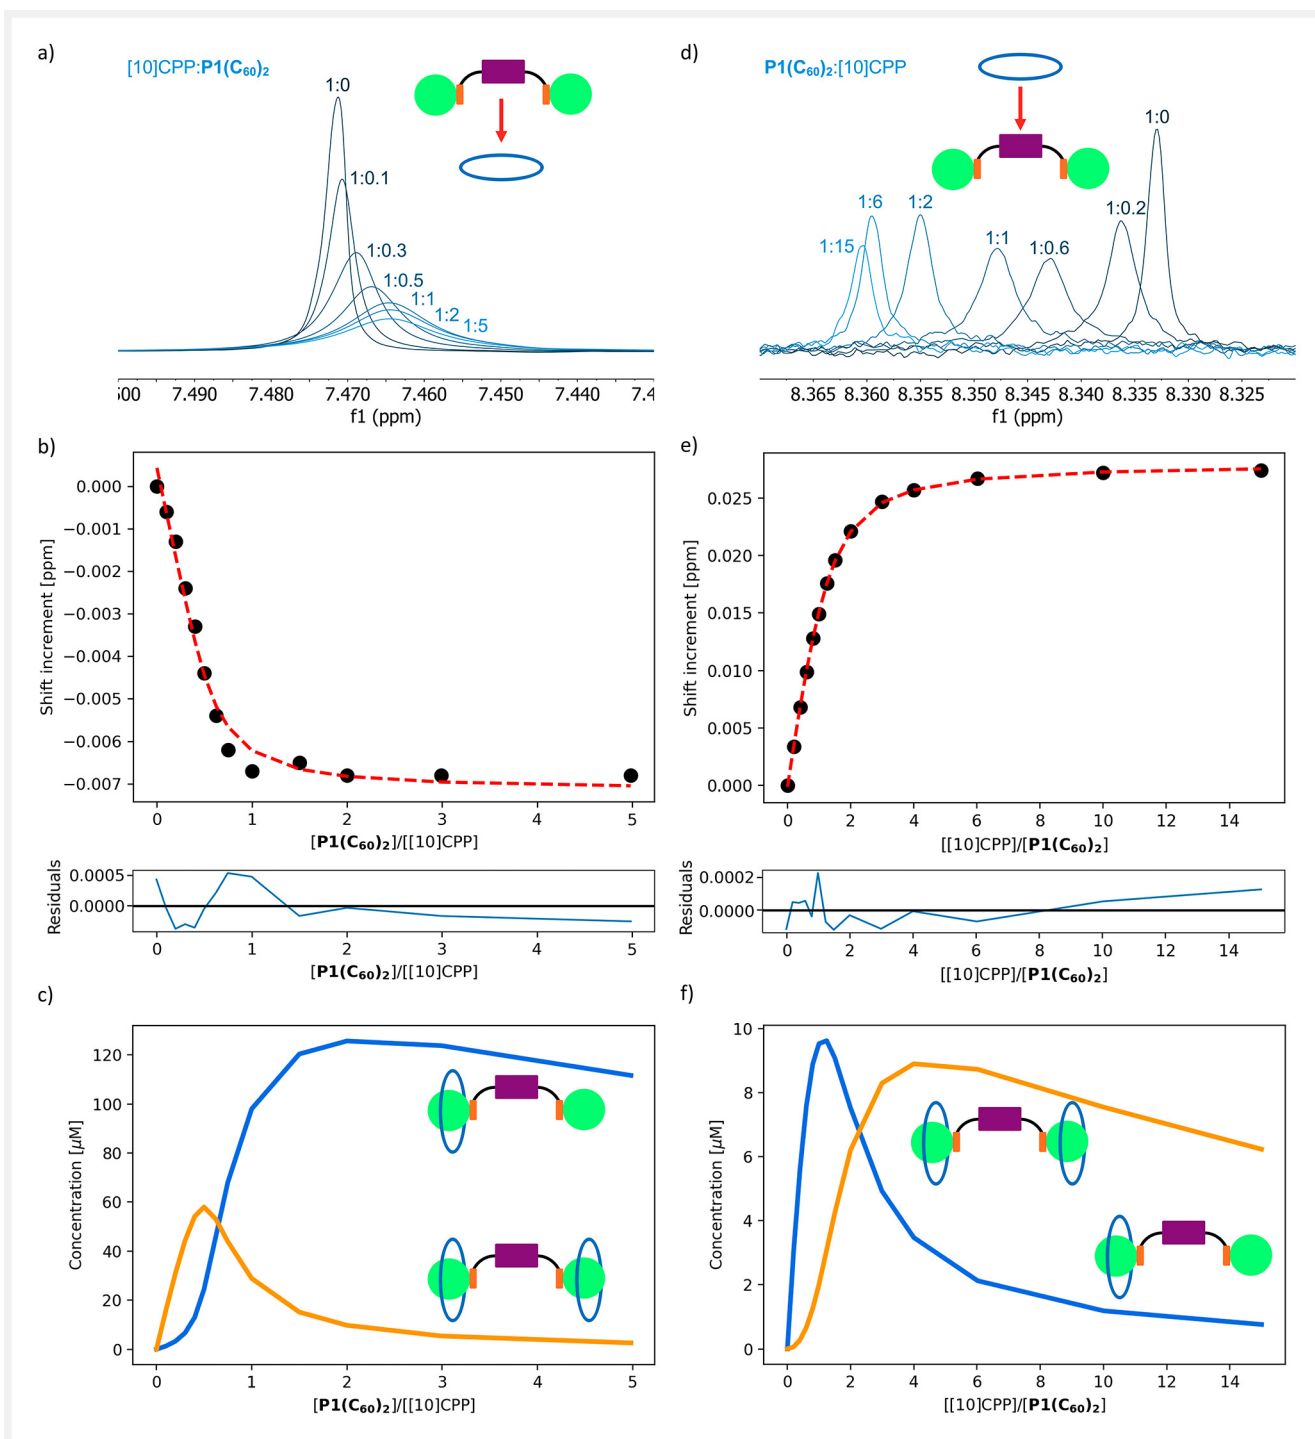 a)
[10]CPP:P1(C₆₀)₂
1:0
1:0.1
1:0.3
1:0.5
1:1
1:2
1:5
500 7.490 7.480 7.470 7.460 7.450 7.440 7.4
f1 (ppm)
d)
P1(C₆₀)₂:[10]CPP
1:0
1:6
1:2
1:0.2
1:15
1:1
1:0.6
8.365 8.360 8.355 8.350 8.345 8.340 8.335 8.330 8.325
f1 (ppm)
b)
Shift increment [ppm]
0.000
−0.001
−0.002
−0.003
−0.004
−0.005
−0.006
−0.007
0 1 2 3 4 5
[P1(C₆₀)₂]/[[10]CPP]
Residuals
0.0005
0.0000
0 1 2 3 4 5
[P1(C₆₀)₂]/[[10]CPP]
e)
Shift increment [ppm]
0.025
0.020
0.015
0.010
0.005
0.000
0 2 4 6 8 10 12 14
[[10]CPP]/[P1(C₆₀)₂]
Residuals
0.0002
0.0000
0 2 4 6 8 10 12 14
[[10]CPP]/[P1(C₆₀)₂]
c)
Concentration [μM]
120
100
80
60
40
20
0
0 1 2 3 4 5
[P1(C₆₀)₂]/[[10]CPP]
f)
Concentration [μM]
10
8
6
4
2
0
0 2 4 6 8 10 12 14
[[10]CPP]/[P1(C₆₀)₂]